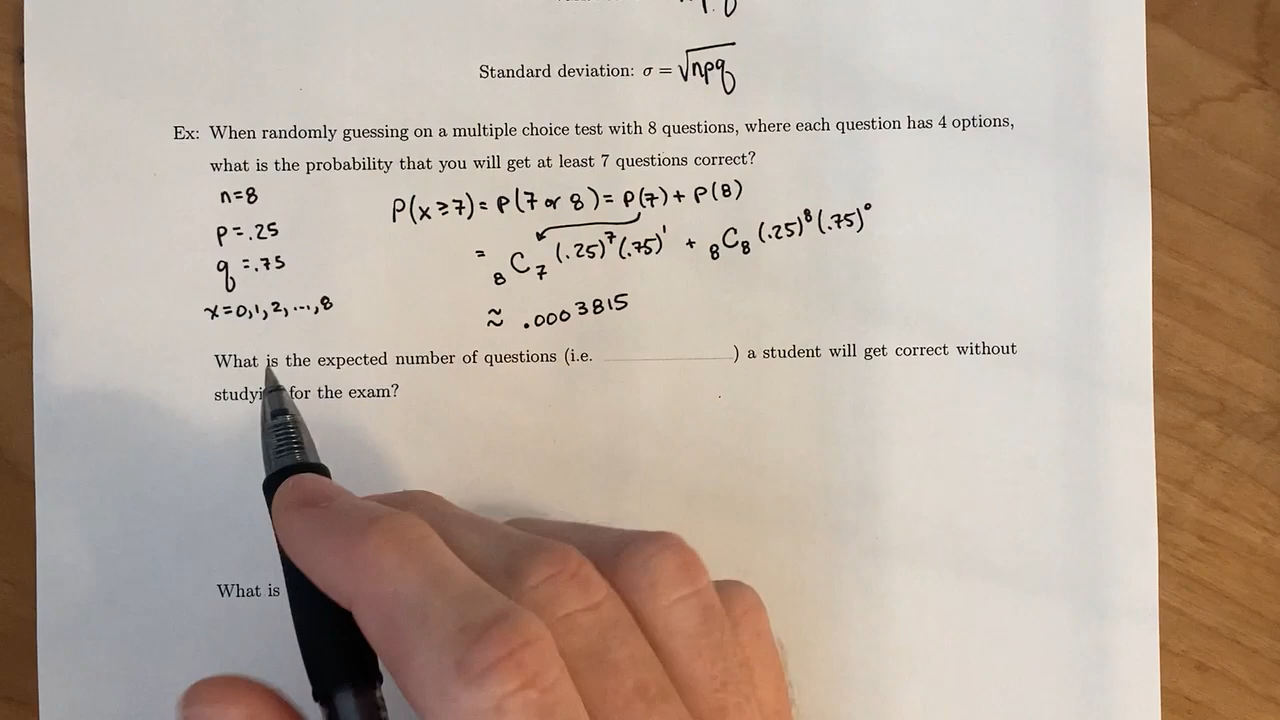 Standard deviation: σ = √npq
Ex: When randomly guessing on a multiple choice test with 8 questions, where each question has 4 options,
what is the probability that you will get at least 7 questions correct?
n=8
p=.25
q=.75
x=0,1,2,...,8
P(x≥7)=P(7 or 8)=P(7)+P(8)
= ₈C₇(.25)⁷(.75)¹ + ₈C₈(.25)⁸(.75)⁰
≈ .0003815
What is the expected number of questions (i.e. ____________) a student will get correct without
for the exam?
What is